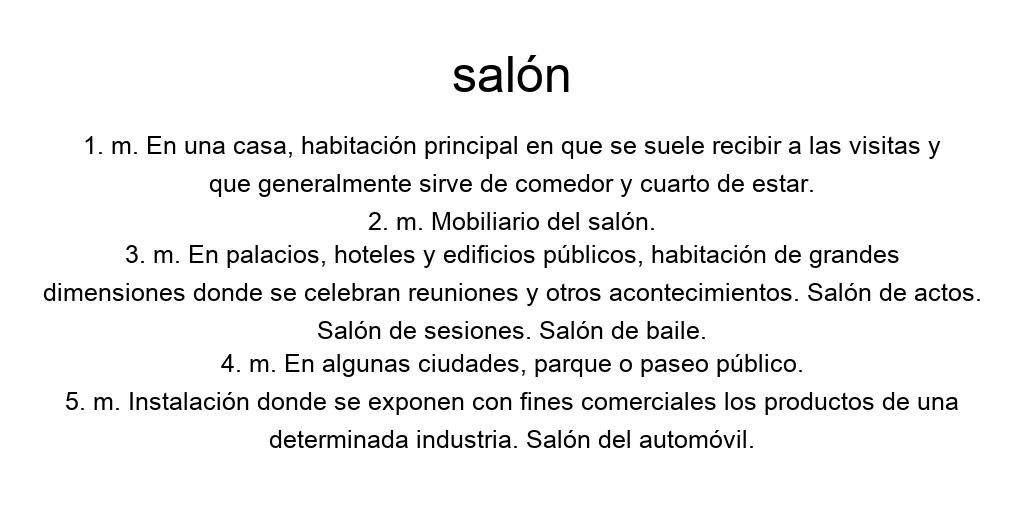 salón
1. m. En una casa, habitación principal en que se suele recibir a las visitas y
que generalmente sirve de comedor y cuarto de estar.
2. m. Mobiliario del salón.
3. m. En palacios, hoteles y edificios públicos, habitación de grandes
dimensiones donde se celebran reuniones y otros acontecimientos. Salón de actos.
Salón de sesiones. Salón de baile.
4. m. En algunas ciudades, parque o paseo público.
5. m. Instalación donde se exponen con fines comerciales los productos de una
determinada industria. Salón del automóvil.